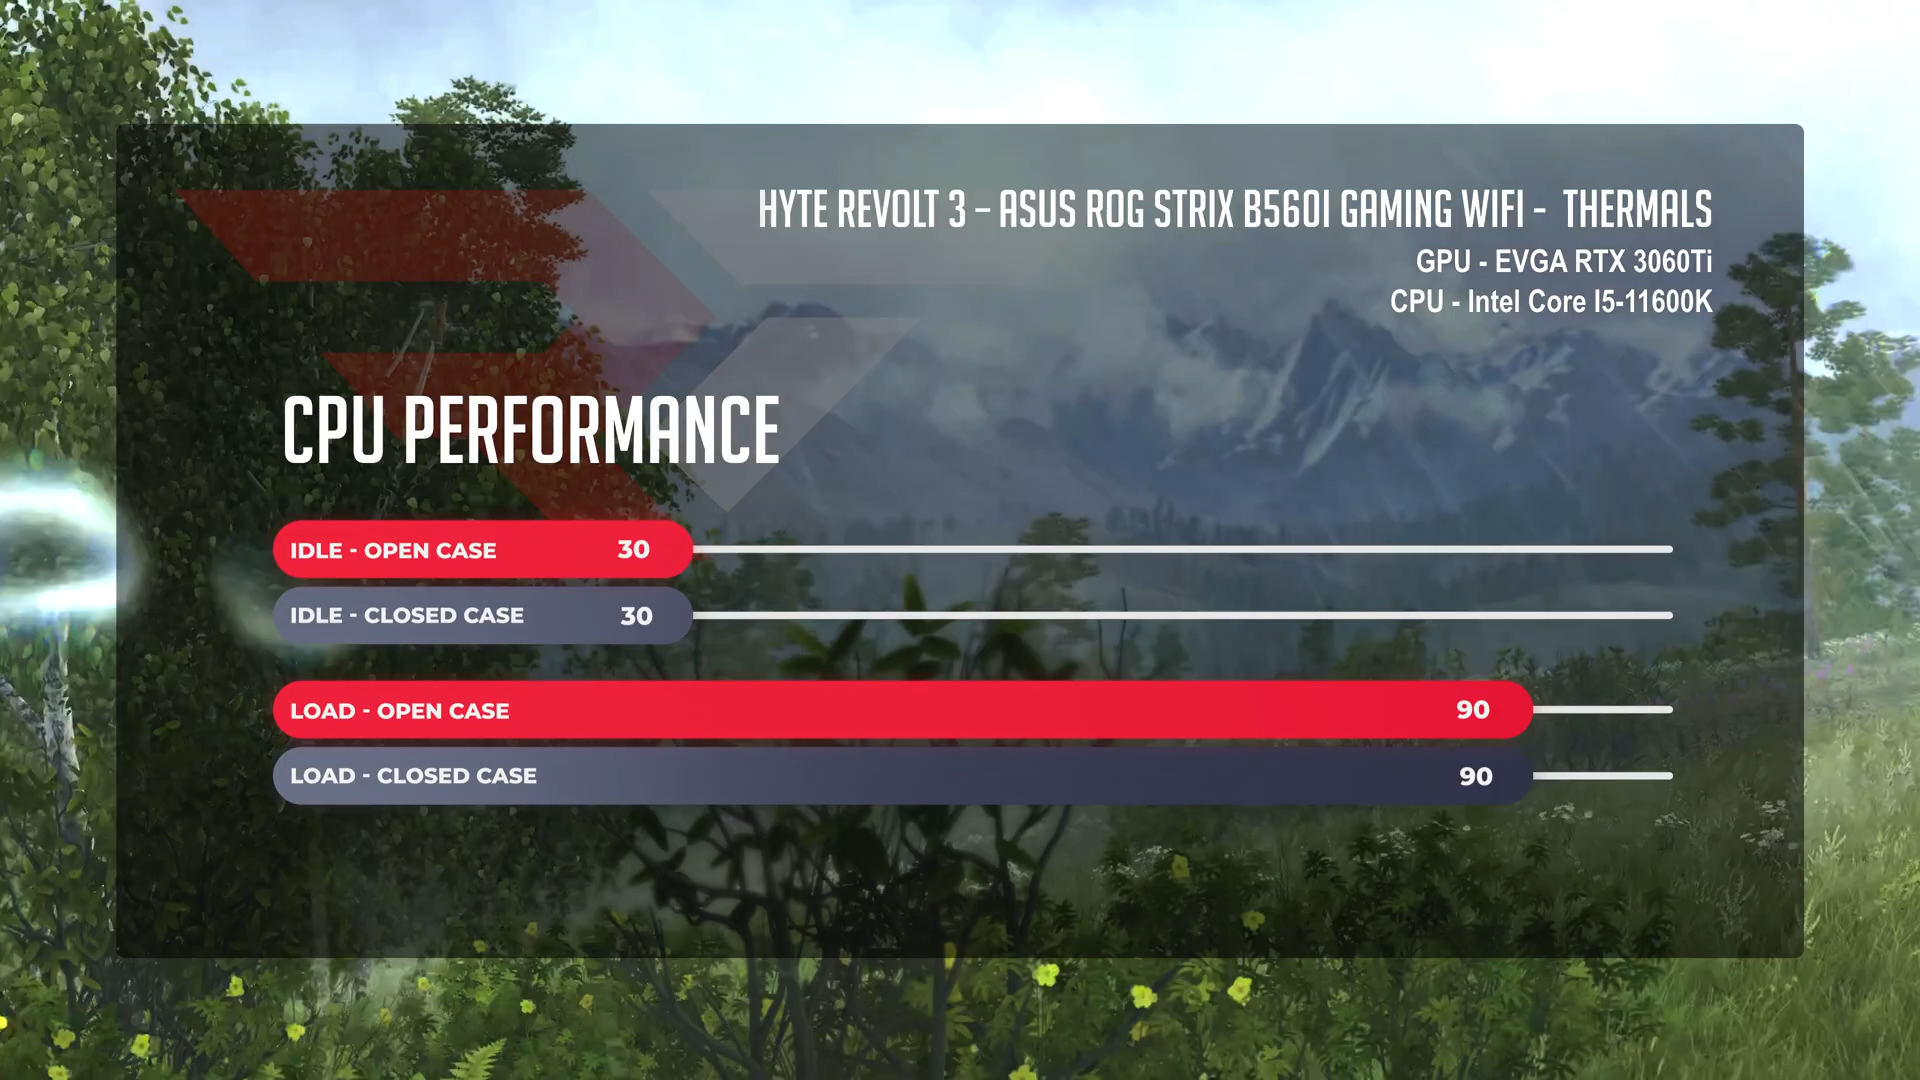 HYTE REVOLT 3 – ASUS ROG STRIX B560I GAMING WIFI - THERMALS
GPU - EVGA RTX 3060Ti
CPU - Intel Core I5-11600K
CPU PERFORMANCE
IDLE - OPEN CASE 30
IDLE - CLOSED CASE 30
LOAD - OPEN CASE 90
LOAD - CLOSED CASE 90